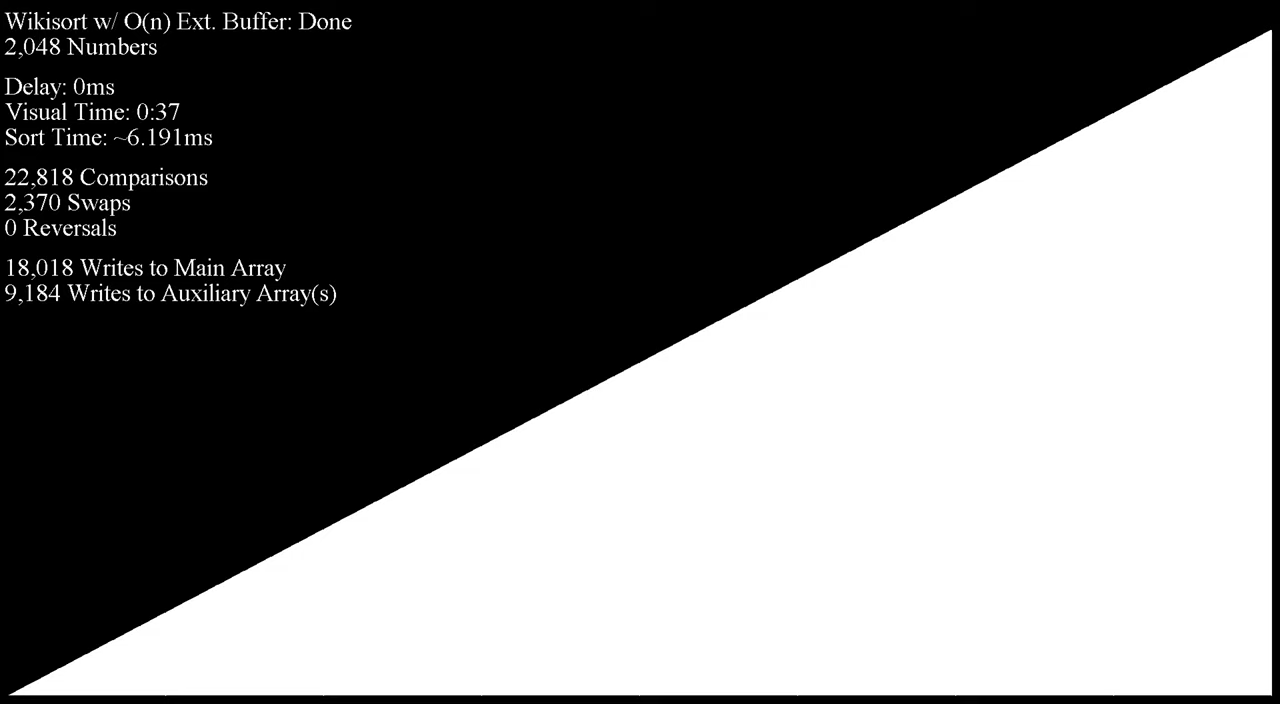 Wikisort w/ O(n) Ext. Buffer: Done
2,048 Numbers
Delay: 0ms
Visual Time: 0:37
Sort Time: ~6.191ms
22,818 Comparisons
2,370 Swaps
0 Reversals
18,018 Writes to Main Array
9,184 Writes to Auxiliary Array(s)